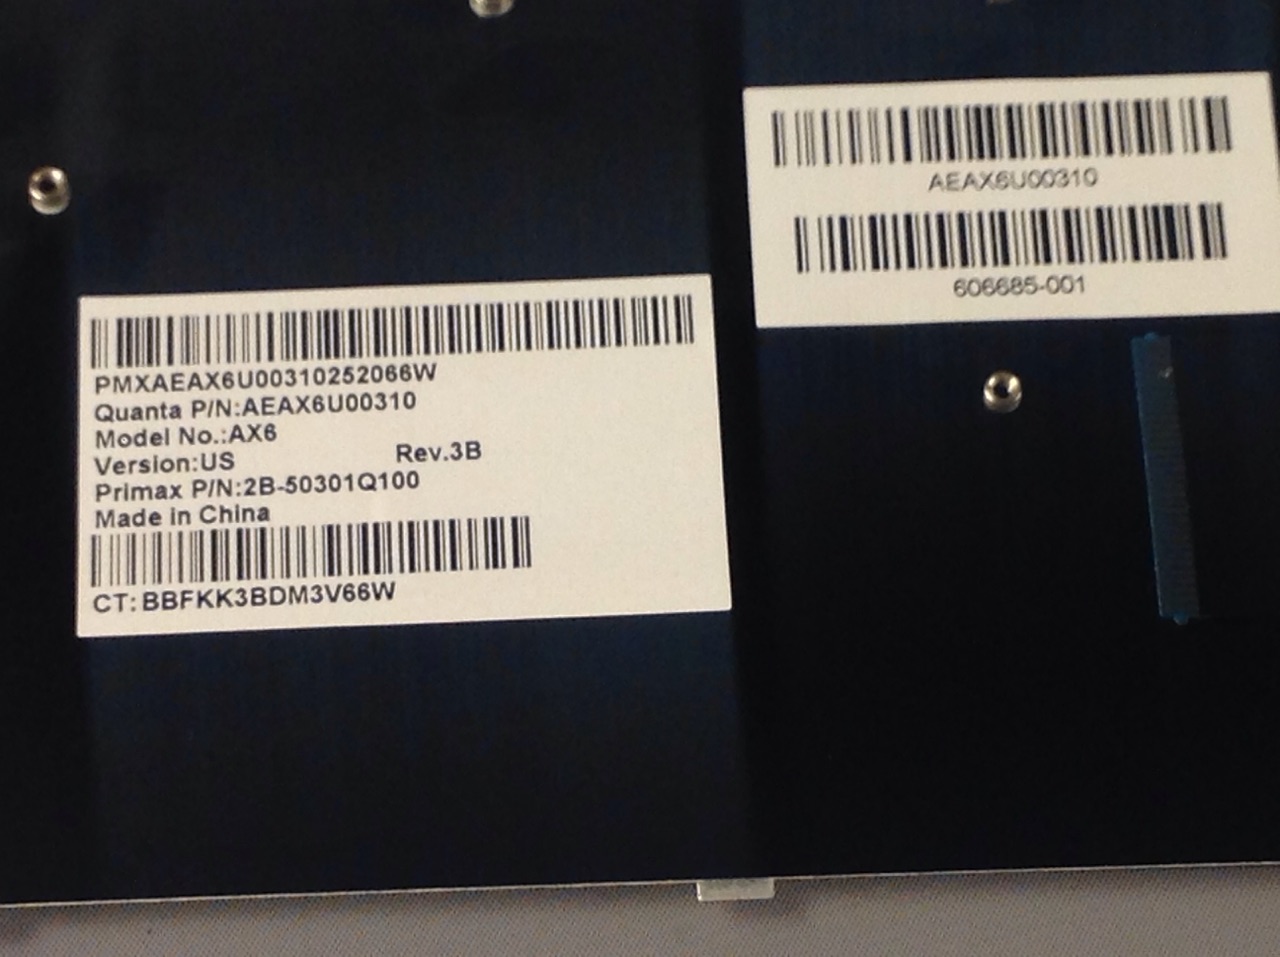 PMXAEAX6U00310252066W
Quanta P/N:AEAX6U00310
Model No.:AX6
Version:US Rev.3B
Primax P/N:2B-50301Q100
Made in China
CT: BBFKK3BDM3V66W
AEAX6U00310
606685-001